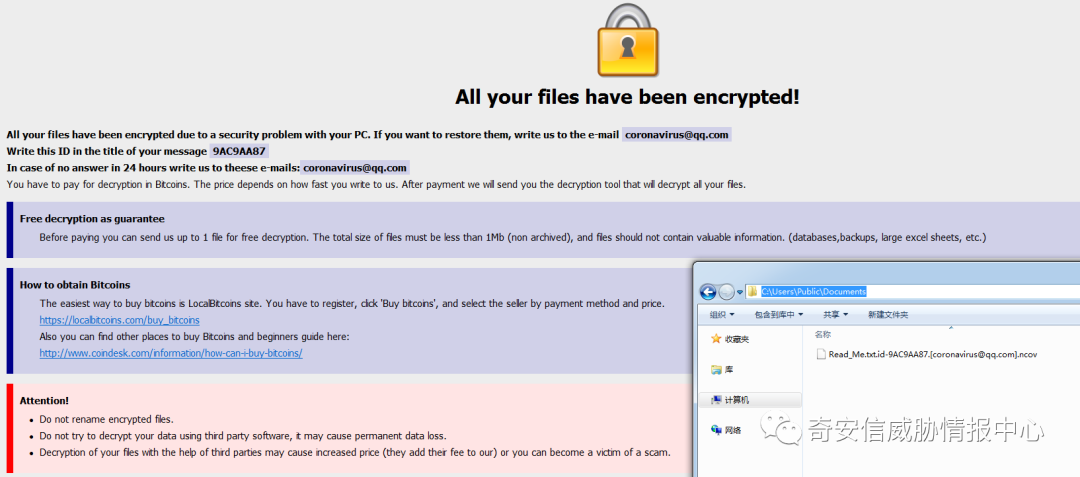 All your files have been encrypted!
All your files have been encrypted due to a security problem with your PC. If you want to restore them, write us to the e-mail coronavirus@qq.com
Write this ID in the title of your message 9AC9AA87
In case of no answer in 24 hours write us to theese e-mails: coronavirus@qq.com
You have to pay for decryption in Bitcoins. The price depends on how fast you write to us. After payment we will send you the decryption tool that will decrypt all your files.
Free decryption as guarantee
Before paying you can send us up to 1 file for free decryption. The total size of files must be less than 1Mb (non archived), and files should not contain valuable information. (databases,backups, large excel sheets, etc.)
How to obtain Bitcoins
The easiest way to buy bitcoins is LocalBitcoins site. You have to register, click 'Buy bitcoins', and select the seller by payment method and price.
https://localbitcoins.com/buy_bitcoins
Also you can find other places to buy Bitcoins and beginners guide here:
http://www.coindesk.com/information/how-can-i-buy-bitcoins/
Attention!
• Do not rename encrypted files.
• Do not try to decrypt your data using third party software, it may cause permanent data loss.
• Decryption of your files with the help of third parties may cause increased price (they add their fee to our) or you can become a victim of a scam.
C:\Users\Public\Documents
组织 包含到库中 共享 新建文件夹
收藏夹
库
计算机
网络
名称
Read_Me.txt.id-9AC9AA87.[coronavirus@qq.com].ncov
奇安信威胁情报中心